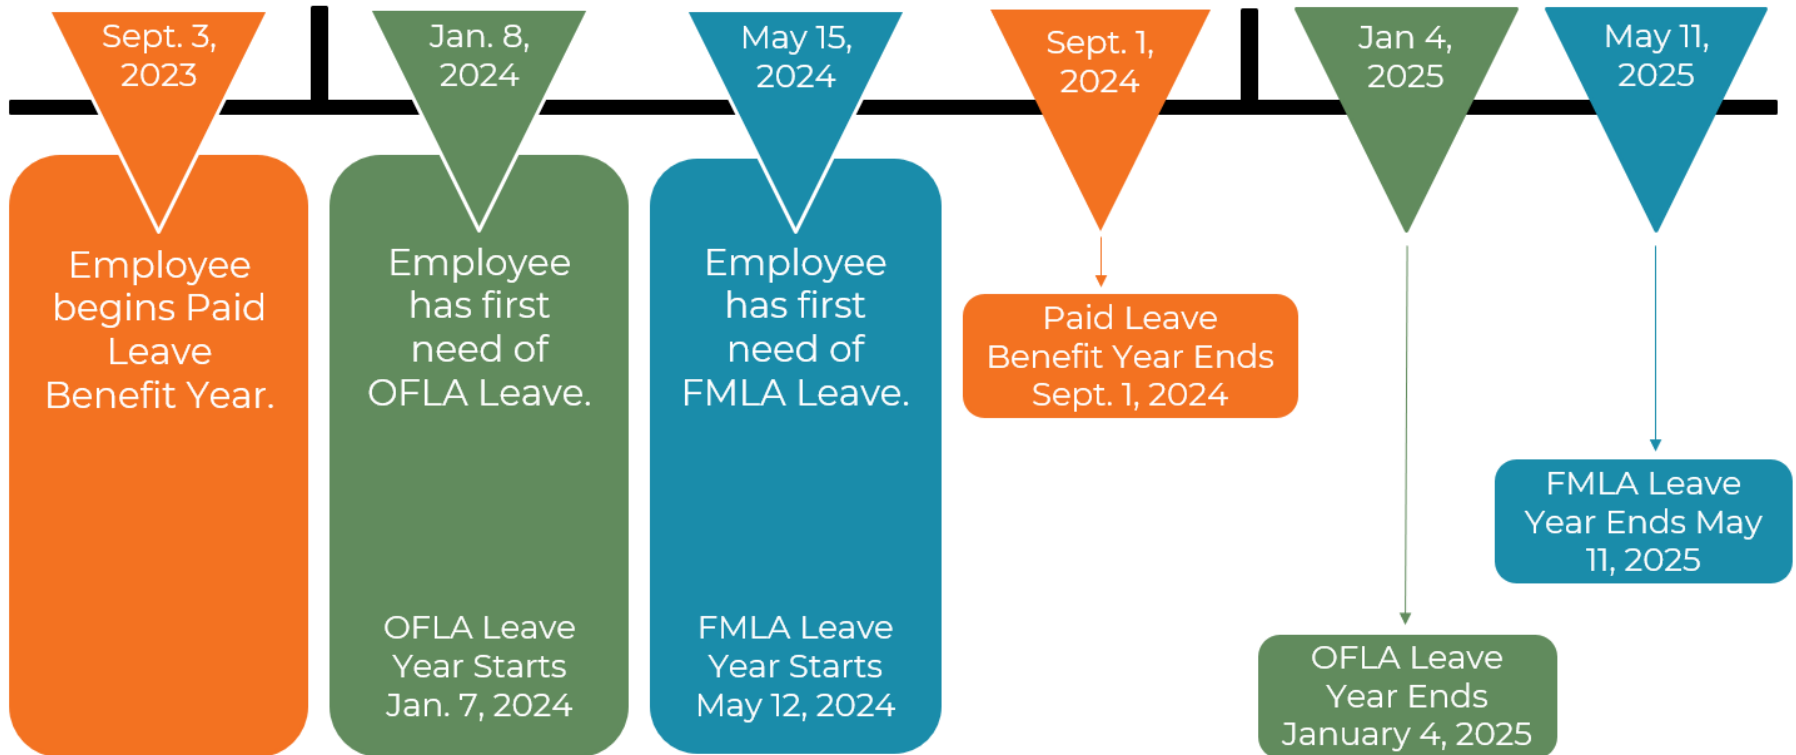 Sept. 3,
2023
Jan. 8,
2024
May 15,
2024
Sept. 1,
2024
Jan 4,
2025
May 11,
2025
Employee
begins Paid
Leave
Benefit Year.
Employee
has first
need of
OFLA Leave.
OFLA Leave
Year Starts
Jan. 7, 2024
Employee
has first
need of
FMLA Leave.
FMLA Leave
Year Starts
May 12, 2024
Paid Leave
Benefit Year Ends
Sept. 1, 2024
OFLA Leave
Year Ends
January 4, 2025
FMLA Leave
Year Ends May
11, 2025